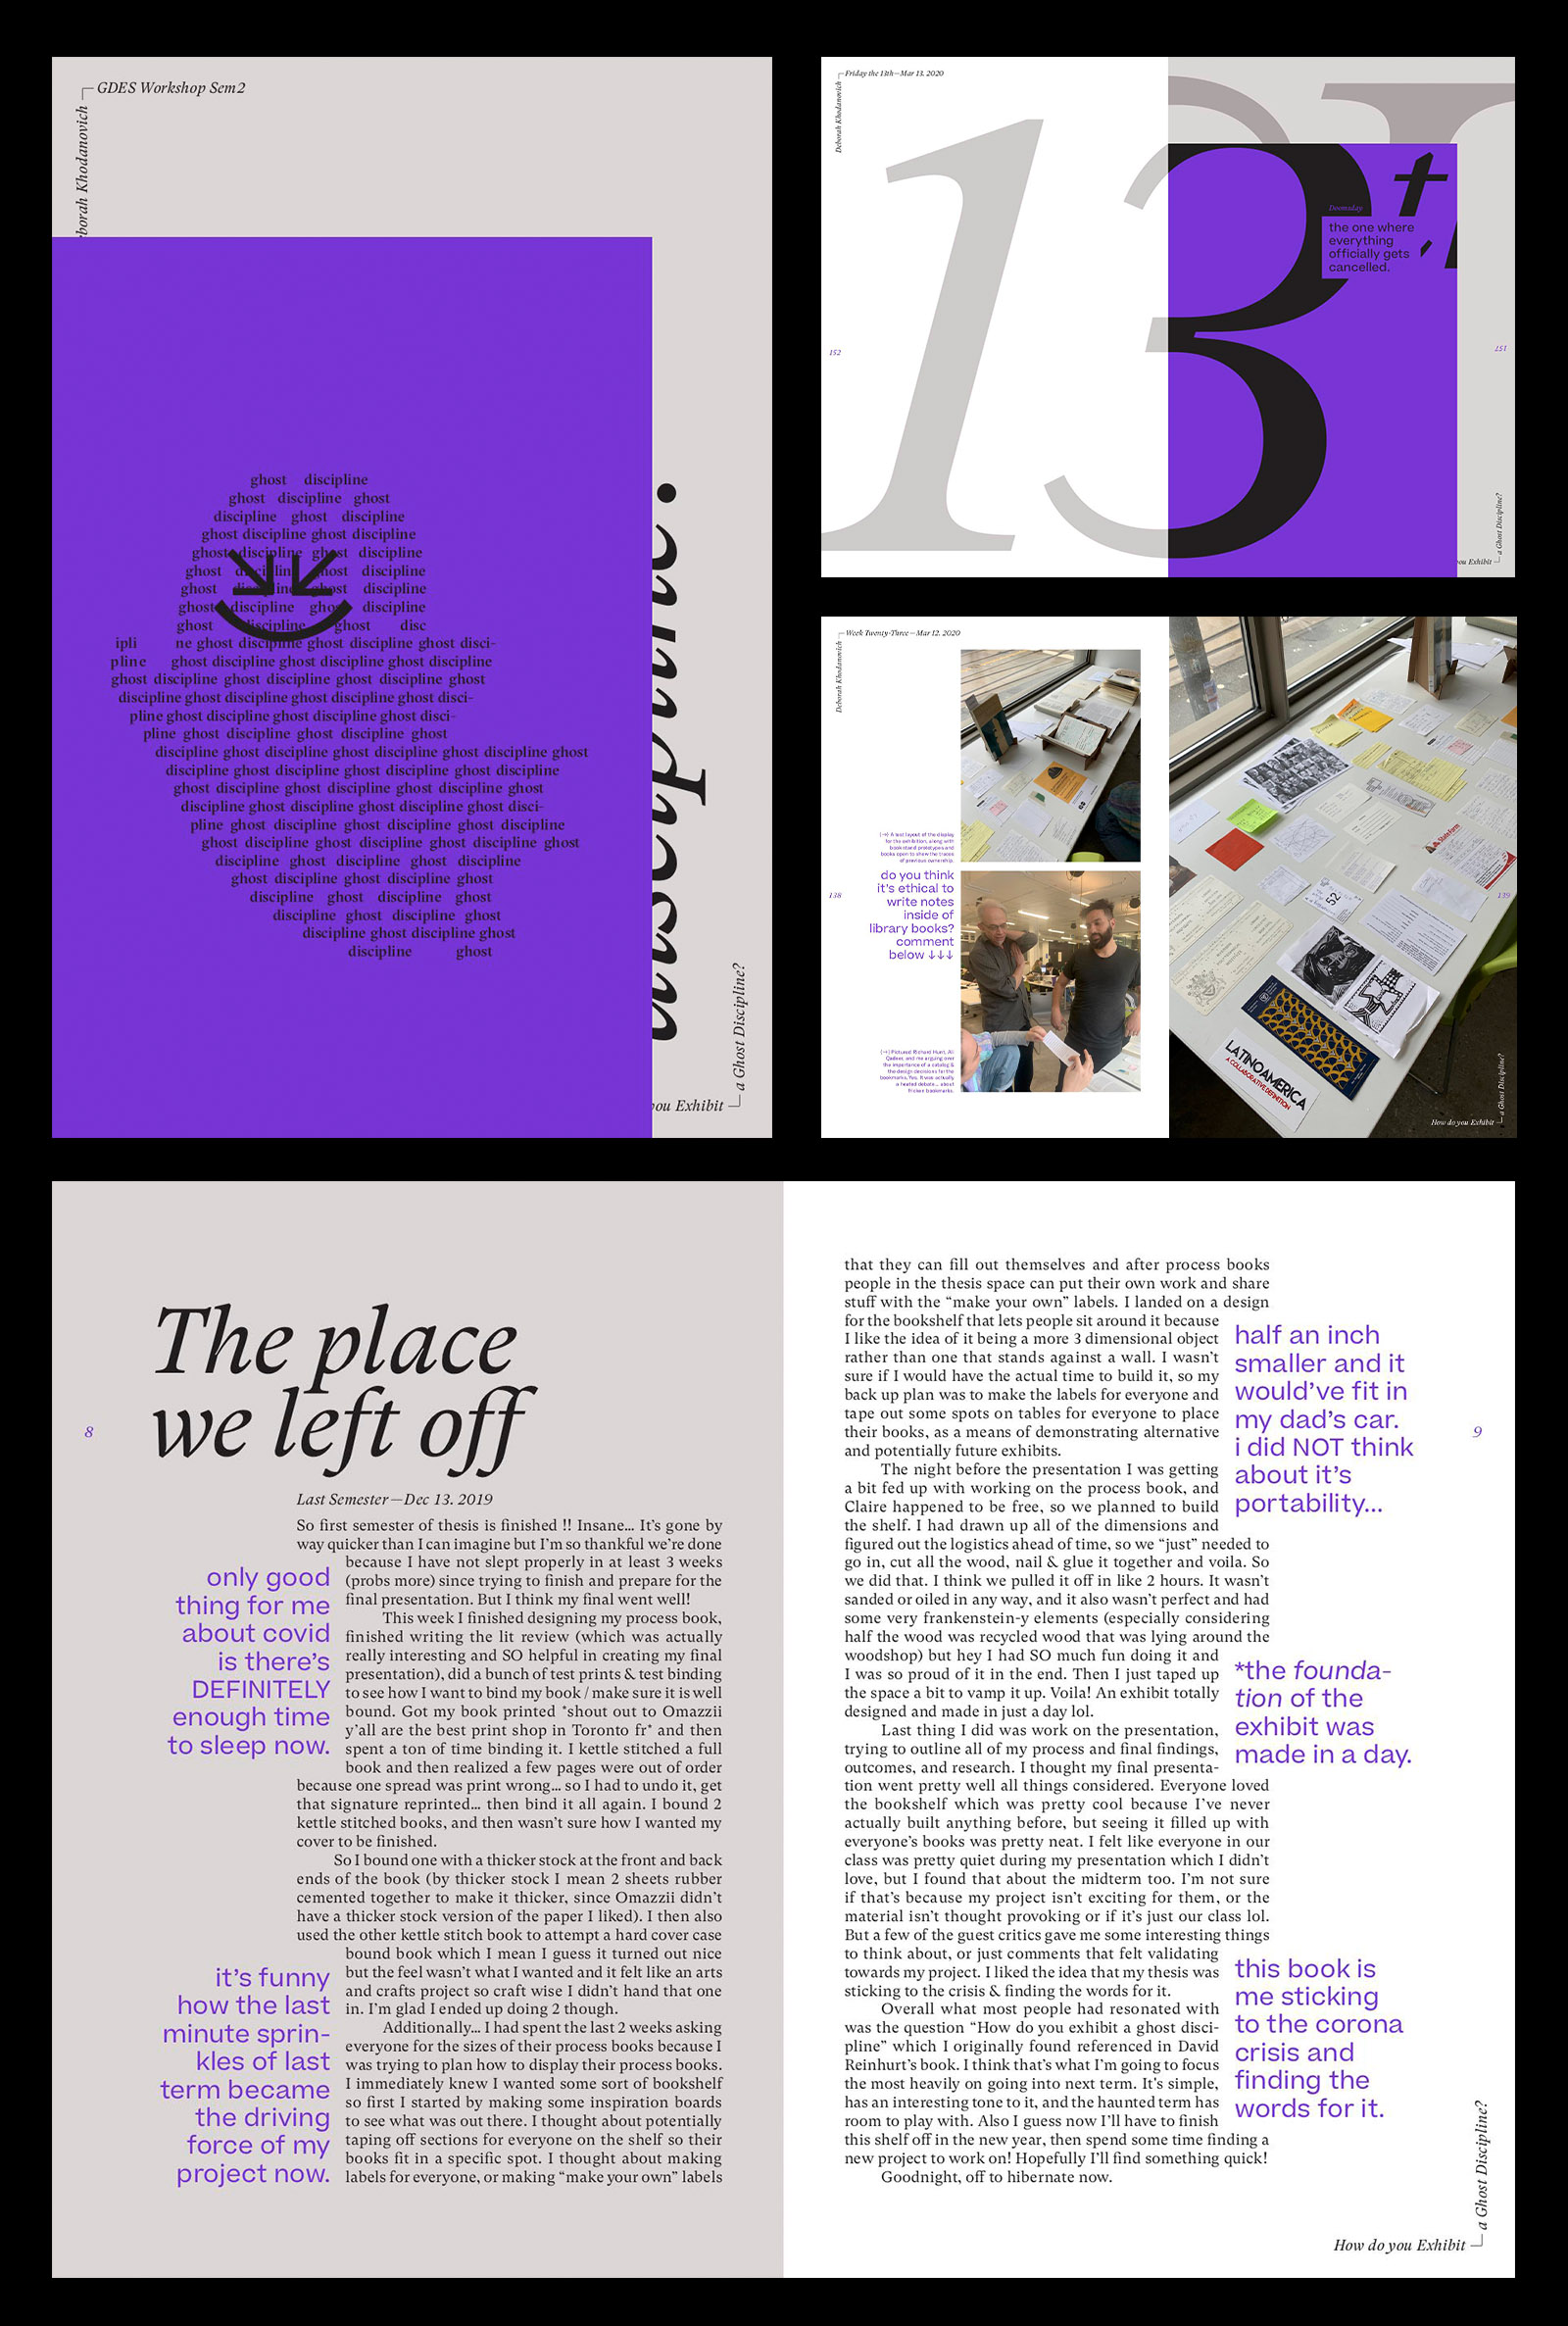 GDES Workshop Sem2
Khodanovich
ghost discipline
ghost discipline ghost
discipline ghost discipline
ghost discipline ghost discipline
ghost discipline ghost discipline
ghost discipline ghost discipline
ghost discipline ghost discipline
ghost discipline ghost discipline
ghost discipline ghost disc
ipli ne ghost discipline ghost discipline ghost disci-
pline ghost discipline ghost discipline ghost discipline
ghost discipline ghost discipline ghost discipline ghost
discipline ghost discipline ghost discipline ghost disci-
pline ghost discipline ghost discipline ghost disci-
pline ghost discipline ghost discipline ghost
discipline ghost discipline ghost discipline ghost discipline ghost
discipline ghost discipline ghost discipline ghost discipline
ghost discipline ghost discipline ghost discipline ghost
discipline ghost discipline ghost discipline ghost disci-
pline ghost discipline ghost discipline ghost discipline
ghost discipline ghost discipline ghost discipline ghost
discipline ghost discipline ghost discipline
ghost discipline ghost discipline ghost
discipline ghost discipline ghost
discipline ghost discipline ghost
discipline ghost discipline ghost
discipline ghost
discipline.
you Exhibit
a Ghost Discipline?
Friday the 13th—Mar 13. 2020
Deborah Khodanovich
13
Doomsday
the one where
everything
officially gets
cancelled.
152
157
you Exhibit
a Ghost Discipline?
Week Twenty-Three—Mar 12. 2020
Deborah Khodanovich
(→) A test layout of the display
for the exhibition, along with
book stand prototypes and
books open to show the traces
of previous ownership.
do you think
it's ethical to
write notes
inside of
library books?
comment
below ↓↓↓
138
(→) Pictured Richard Hunt, Ali
Qadeer, and me arguing over
the importance of a catalog &
the design decisions for the
bookmarks. Yes. It was actually
a heated debate... about
fricken bookmarks.
139
52
LATINOAMERICA
A COLLABORATIVE DEFINITION
How do you Exhibit
a Ghost Discipline?
The place
we left off
8
Last Semester—Dec 13. 2019
So first semester of thesis is finished !! Insane... It's gone by
way quicker than I can imagine but I'm so thankful we're done
because I have not slept properly in at least 3 weeks
(probs more) since trying to finish and prepare for the
final presentation. But I think my final went well!
This week I finished designing my process book,
finished writing the lit review (which was actually
really interesting and SO helpful in creating my final
presentation), did a bunch of test prints & test binding
to see how I want to bind my book / make sure it is well
bound. Got my book printed *shout out to Omazzii
y'all are the best print shop in Toronto fr* and then
spent a ton of time binding it. I kettle stitched a full
book and then realized a few pages were out of order
because one spread was print wrong... so I had to undo it, get
that signature reprinted... then bind it all again. I bound 2
kettle stitched books, and then wasn't sure how I wanted my
cover to be finished.
So I bound one with a thicker stock at the front and back
ends of the book (by thicker stock I mean 2 sheets rubber
cemented together to make it thicker, since Omazzii didn't
have a thicker stock version of the paper I liked). I then also
used the other kettle stitch book to attempt a hard cover case
bound book which I mean I guess it turned out nice
but the feel wasn't what I wanted and it felt like an arts
and crafts project so craft wise I didn't hand that one
in. I'm glad I ended up doing 2 though.
Additionally... I had spent the last 2 weeks asking
everyone for the sizes of their process books because I
was trying to plan how to display their process books.
I immediately knew I wanted some sort of bookshelf
so first I started by making some inspiration boards
to see what was out there. I thought about potentially
taping off sections for everyone on the shelf so their
books fit in a specific spot. I thought about making
labels for everyone, or making “make your own” labels
only good
thing for me
about covid
is there's
DEFINITELY
enough time
to sleep now.
it's funny
how the last
minute sprin-
kles of last
term became
the driving
force of my
project now.
that they can fill out themselves and after process books
people in the thesis space can put their own work and share
stuff with the “make your own” labels. I landed on a design
for the bookshelf that lets people sit around it because
I like the idea of it being a more 3 dimensional object
rather than one that stands against a wall. I wasn't
sure if I would have the actual time to build it, so my
back up plan was to make the labels for everyone and
tape out some spots on tables for everyone to place
their books, as a means of demonstrating alternative
and potentially future exhibits.
The night before the presentation I was getting
a bit fed up with working on the process book, and
Claire happened to be free, so we planned to build
the shelf. I had drawn up all of the dimensions and
figured out the logistics ahead of time, so we “just” needed to
go in, cut all the wood, nail & glue it together and voila. So
we did that. I think we pulled it off in like 2 hours. It wasn't
sanded or oiled in any way, and it also wasn't perfect and had
some very frankenstein-y elements (especially considering
half the wood was recycled wood that was lying around the
woodshop) but hey I had SO much fun doing it and
I was so proud of it in the end. Then I just taped up
the space a bit to vamp it up. Voila! An exhibit totally
designed and made in just a day lol.
Last thing I did was work on the presentation,
trying to outline all of my process and final findings,
outcomes, and research. I thought my final presenta-
tion went pretty well all things considered. Everyone loved
the bookshelf which was pretty cool because I've never
actually built anything before, but seeing it filled up with
everyone's books was pretty neat. I felt like everyone in our
class was pretty quiet during my presentation which I didn't
love, but I found that about the midterm too. I'm not sure
if that's because my project isn't exciting for them, or the
material isn't thought provoking or if it's just our class lol.
But a few of the guest critics gave me some interesting things
to think about, or just comments that felt validating
towards my project. I liked the idea that my thesis was
sticking to the crisis & finding the words for it.
Overall what most people had resonated with
was the question “How do you exhibit a ghost disci-
pline” which I originally found referenced in David
Reinhurt's book. I think that's what I'm going to focus
the most heavily on going into next term. It's simple,
has an interesting tone to it, and the haunted term has
room to play with. Also I guess now I'll have to finish
this shelf off in the new year, then spend some time finding a
new project to work on! Hopefully I'll find something quick!
Goodnight, off to hibernate now.
half an inch
smaller and it
would've fit in
my dad's car.
i did NOT think
about it's
portability...
9
*the founda-
tion of the
exhibit was
made in a day.
this book is
me sticking
to the corona
crisis and
finding the
words for it.
How do you Exhibit
a Ghost Discipline?